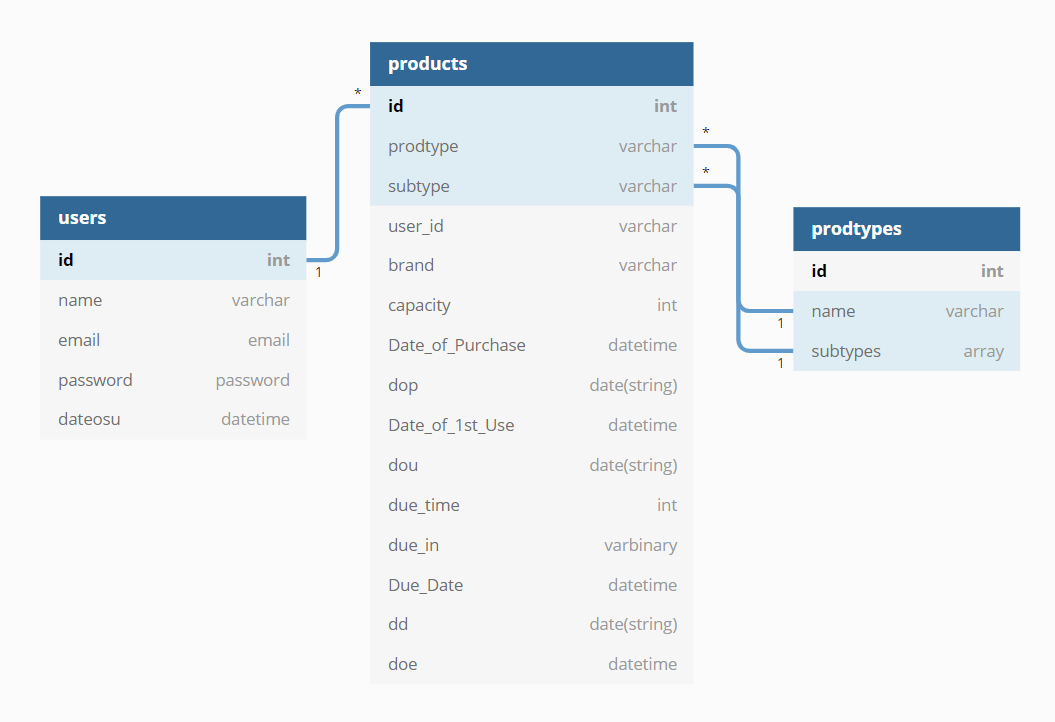 products
*
id int
prodtype varchar
*
subtype varchar
*
user_id varchar
brand varchar
capacity int
Date_of_Purchase datetime
dop date(string)
Date_of_1st_Use datetime
dou date(string)
due_time int
due_in varbinary
Due_Date datetime
dd date(string)
doe datetime
users
id int
1
name varchar
email email
password password
dateosu datetime
prodtypes
id int
name varchar
1
subtypes array
1